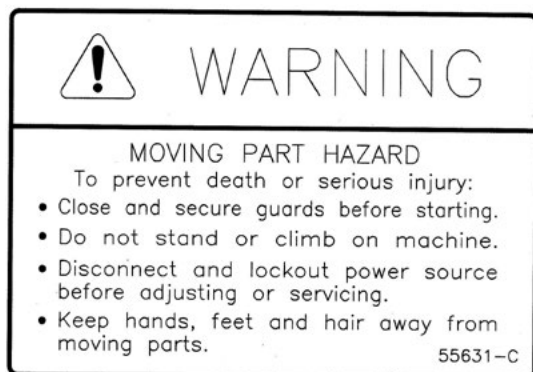 WARNING
MOVING PART HAZARD
To prevent death or serious injury:
• Close and secure guards before starting.
• Do not stand or climb on machine.
• Disconnect and lockout power source
before adjusting or servicing.
• Keep hands, feet and hair away from
moving parts.
55631-C